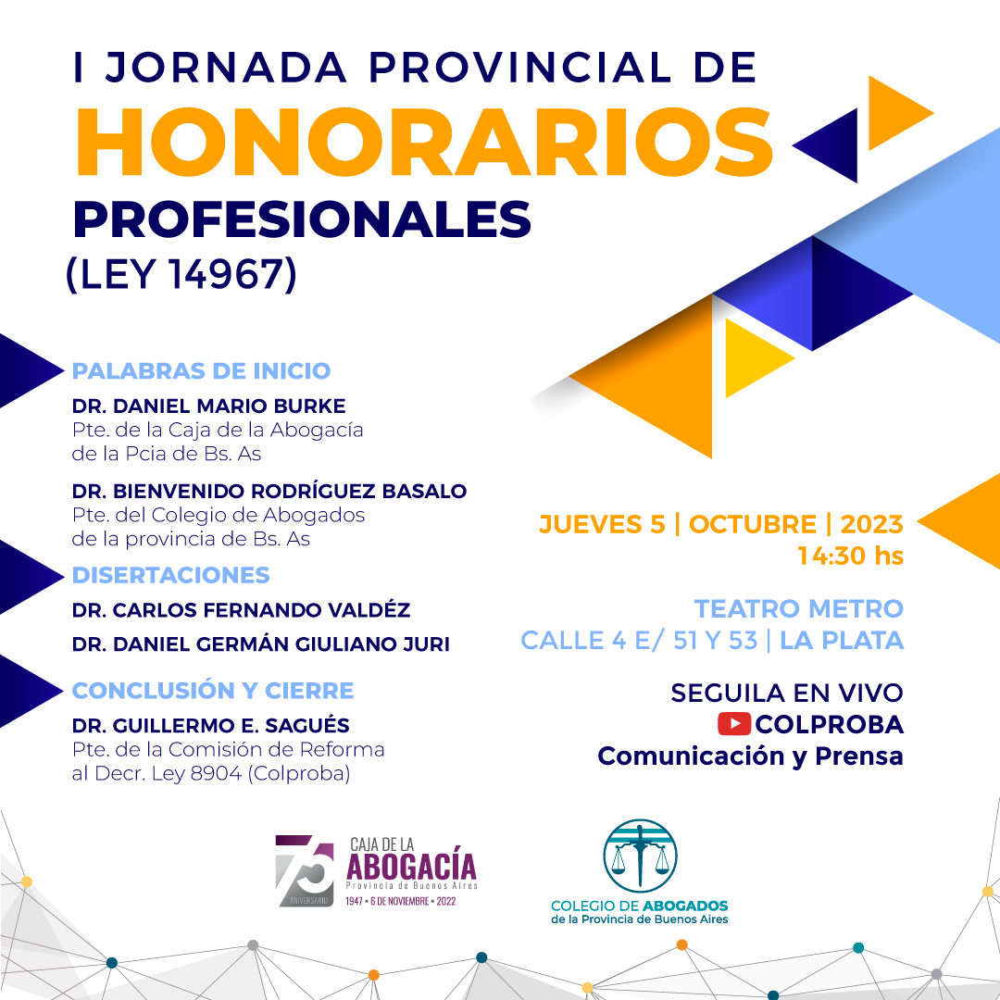 I JORNADA PROVINCIAL DE
HONORARIOS
PROFESIONALES
(LEY 14967)
PALABRAS DE INICIO
DR. DANIEL MARIO BURKE
Pte. de la Caja de la Abogacía
de la Pcia de Bs. As
DR. BIENVENIDO RODRÍGUEZ BASALO
Pte. del Colegio de Abogados
de la provincia de Bs. As
DISERTACIONES
DR. CARLOS FERNANDO VALDÉZ
DR. DANIEL GERMÁN GIULIANO JURI
CONCLUSIÓN Y CIERRE
DR. GUILLERMO E. SAGUÉS
Pte. de la Comisión de Reforma
al Decr. Ley 8904 (Colproba)
JUEVES 5 | OCTUBRE | 2023
14:30 hs
TEATRO METRO
CALLE 4 E/ 51 Y 53 | LA PLATA
SEGUILA EN VIVO
COLPROBA
Comunicación y Prensa
75
ANIVERSARIO
CAJA DE LA
ABOGACÍA
Provincia de Buenos Aires
1947 • 6 DE NOVIEMBRE • 2022
COLEGIO DE ABOGADOS
de la Provincia de Buenos Aires